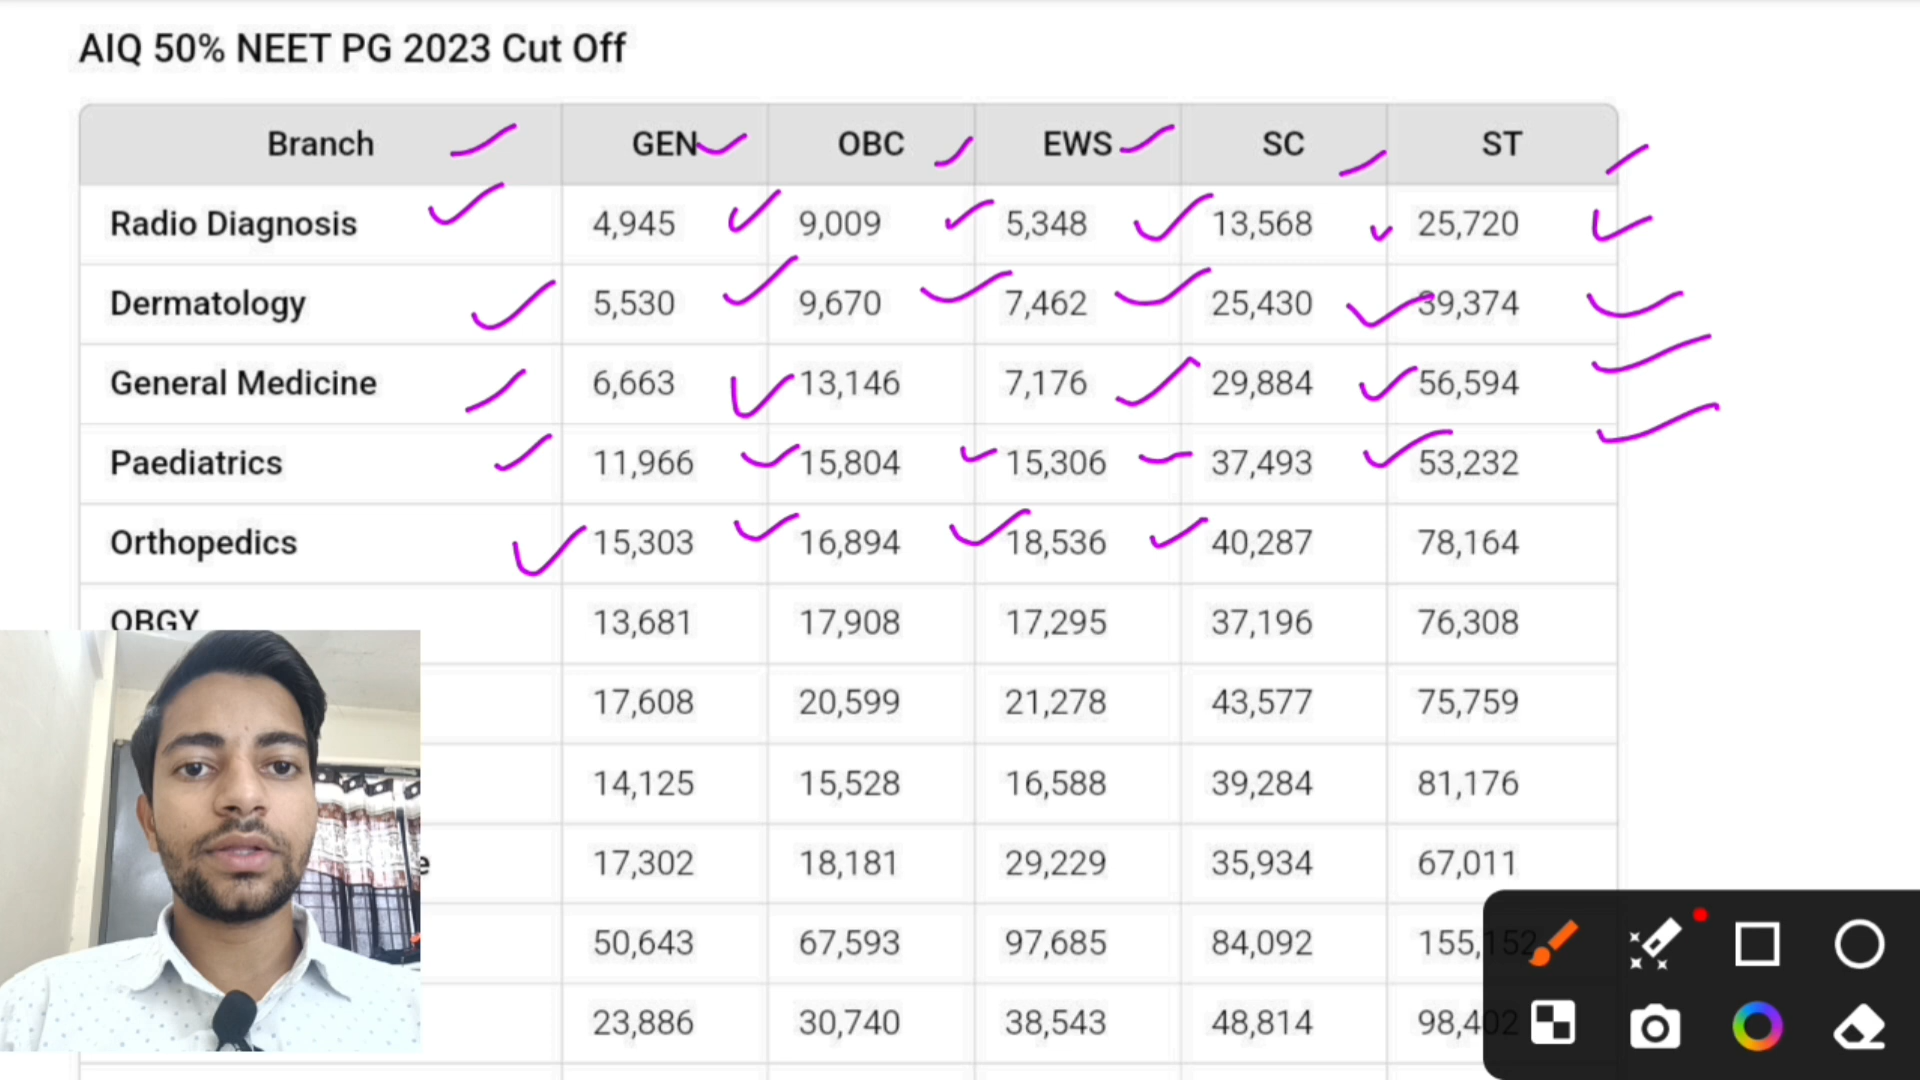 AIQ 50% NEET PG 2023 Cut Off
Branch GEN OBC EWS SC ST
Radio Diagnosis 4,945 9,009 5,348 13,568 25,720
Dermatology 5,530 9,670 7,462 25,430 39,374
General Medicine 6,663 13,146 7,176 29,884 56,594
Paediatrics 11,966 15,804 15,306 37,493 53,232
Orthopedics 15,303 16,894 18,536 40,287 78,164
OBGY 13,681 17,908 17,295 37,196 76,308
17,608 20,599 21,278 43,577 75,759
14,125 15,528 16,588 39,284 81,176
e 17,302 18,181 29,229 35,934 67,011
50,643 67,593 97,685 84,092 155,152
23,886 30,740 38,543 48,814 98,402